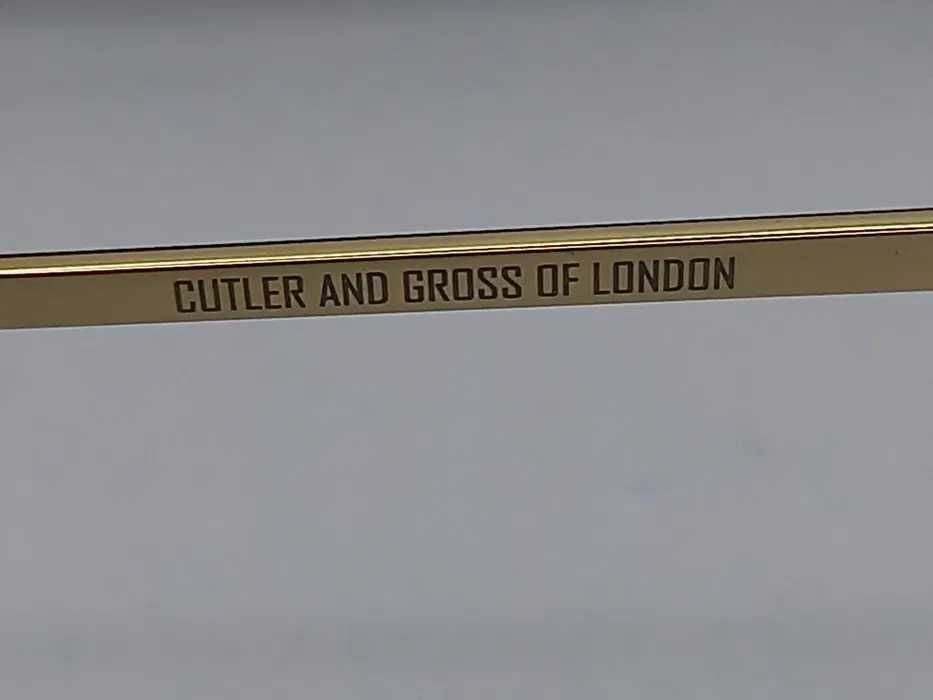 CUTLER AND GROSS OF LONDON